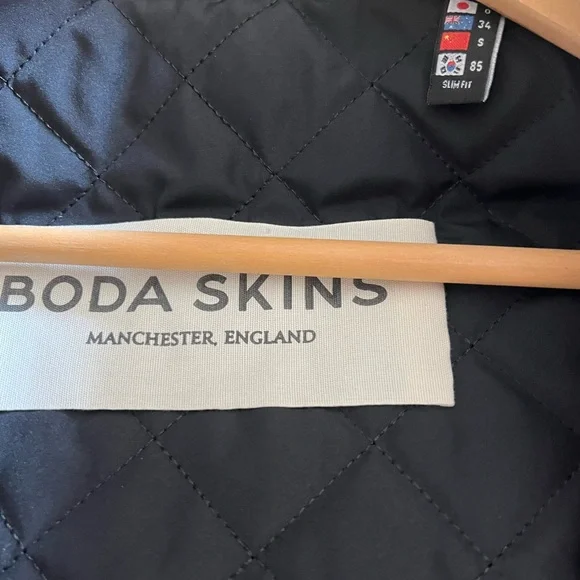 34
S
85
SLIM FIT
BODA SKINS
MANCHESTER, ENGLAND